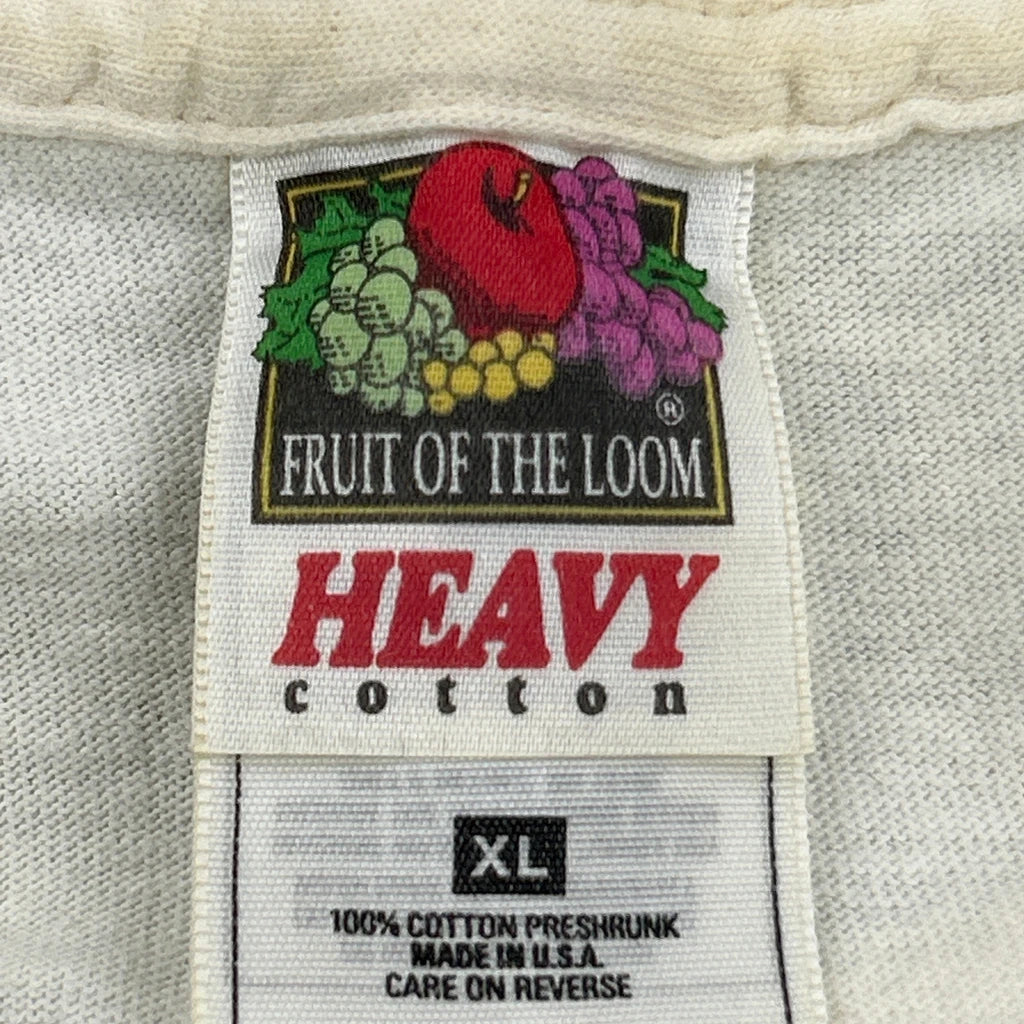 ®
FRUIT OF THE LOOM
HEAVY
cotton
XL
100% COTTON PRESHRUNK
MADE IN U.S.A.
CARE ON REVERSE